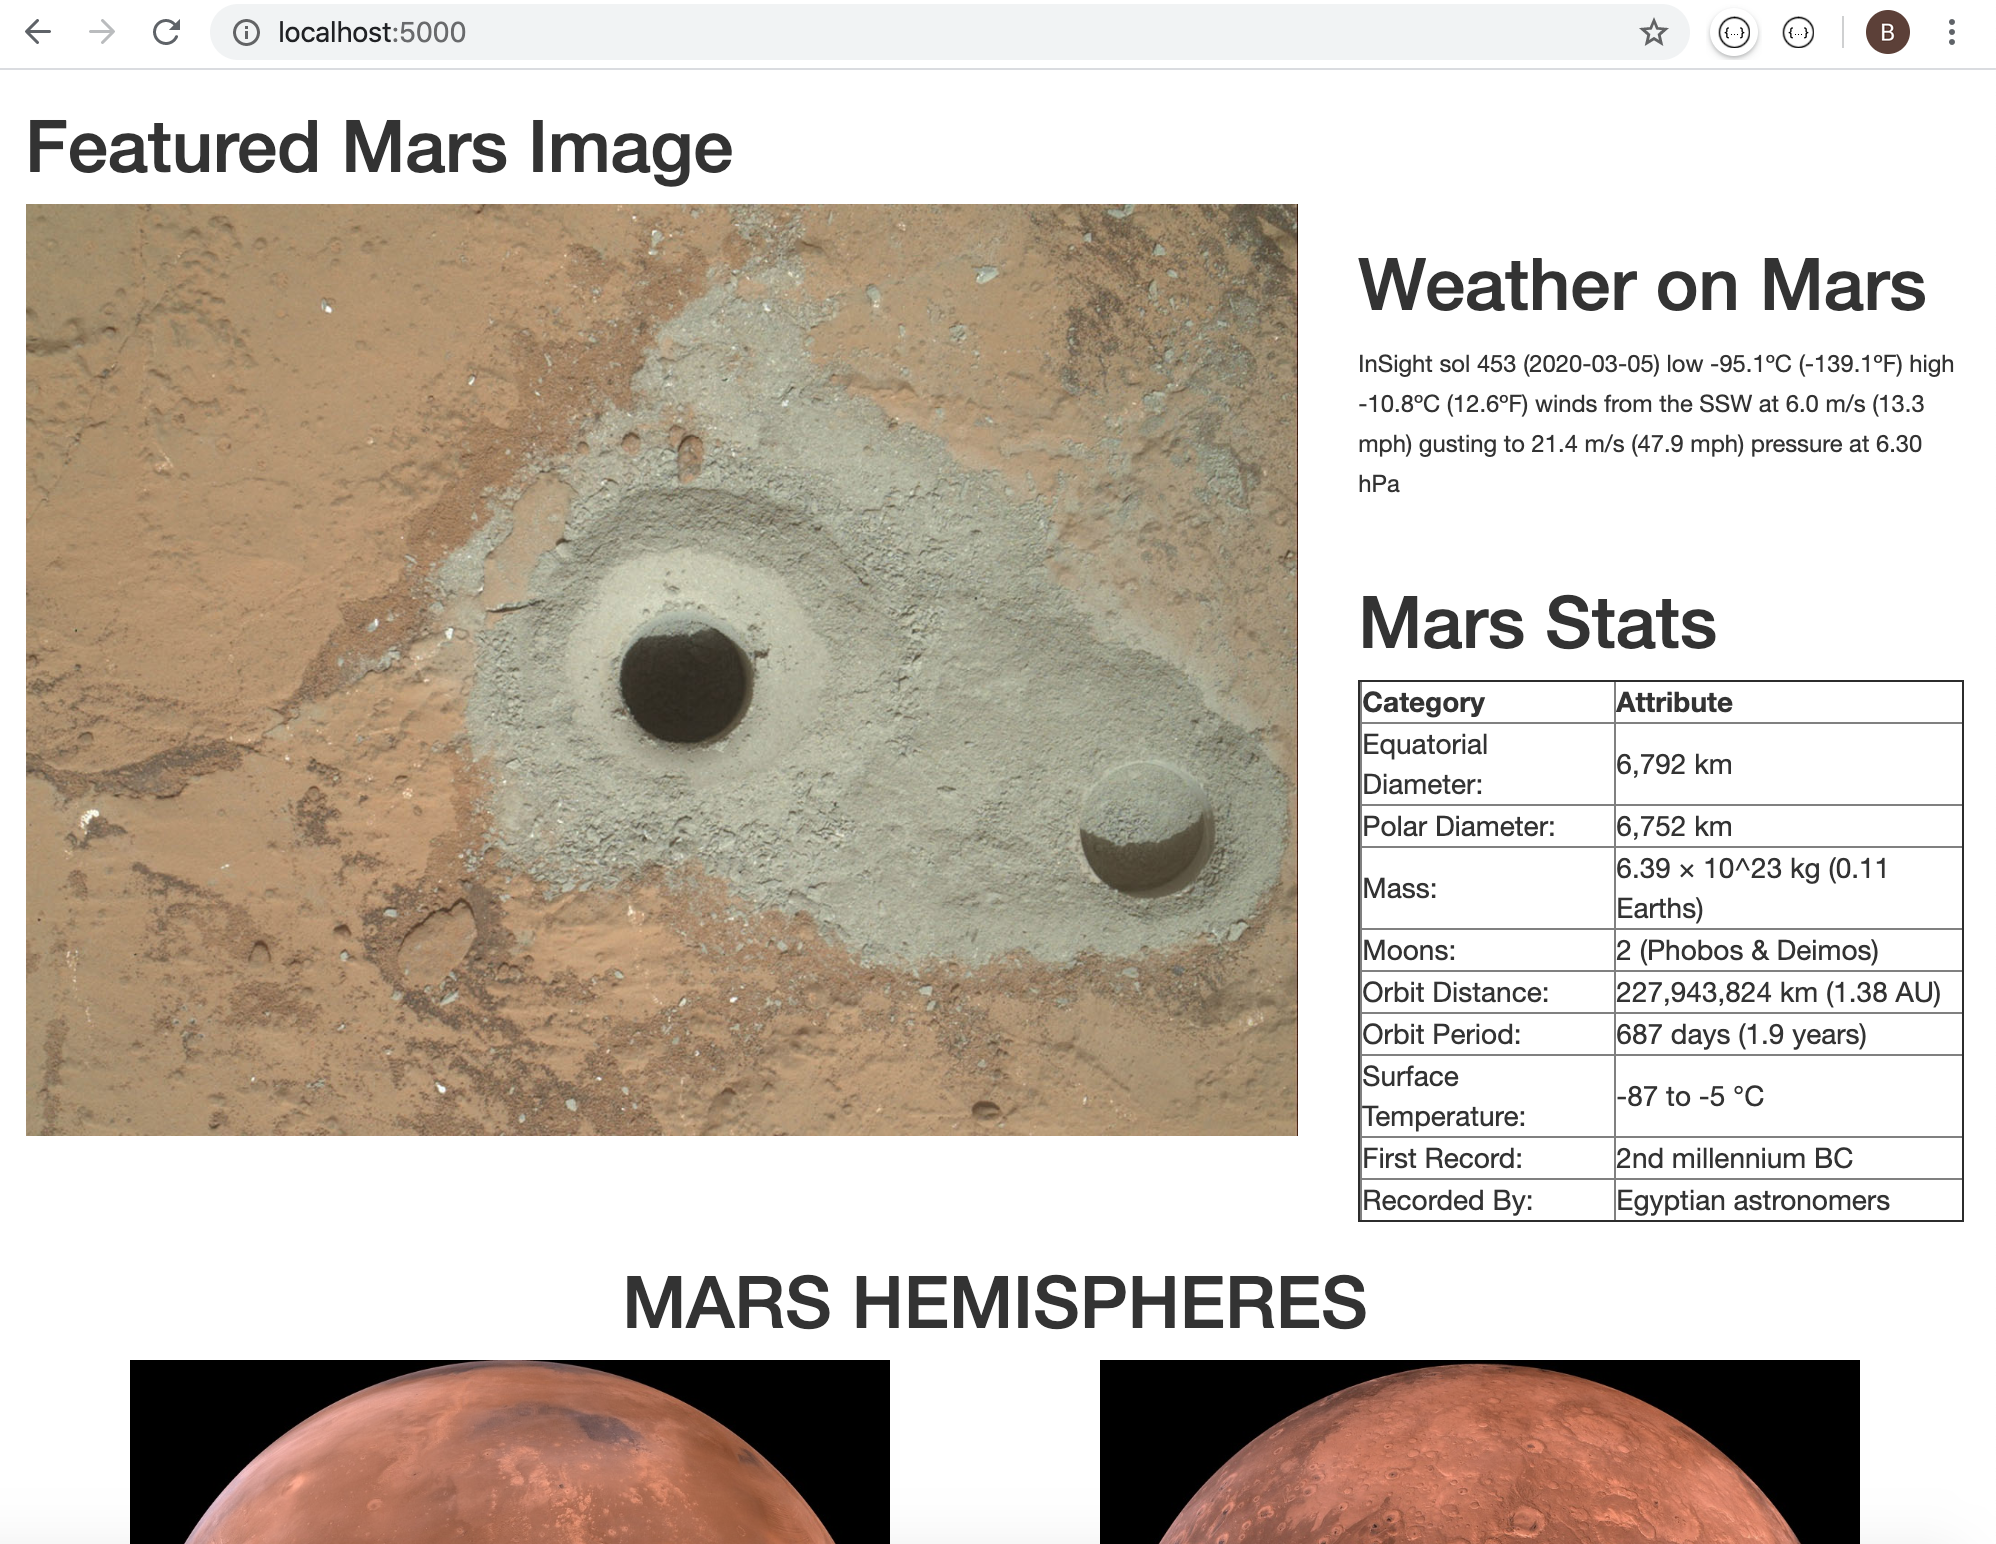 localhost:5000
B
Featured Mars Image
Weather on Mars
InSight sol 453 (2020-03-05) low -95.1ºC (-139.1ºF) high
-10.8ºC (12.6ºF) winds from the SSW at 6.0 m/s (13.3
mph) gusting to 21.4 m/s (47.9 mph) pressure at 6.30
hPa
Mars Stats
Category Attribute
Equatorial
Diameter: 6,792 km
Polar Diameter: 6,752 km
Mass: 6.39 × 10^23 kg (0.11
Earths)
Moons: 2 (Phobos & Deimos)
Orbit Distance: 227,943,824 km (1.38 AU)
Orbit Period: 687 days (1.9 years)
Surface
Temperature: -87 to -5 °C
First Record: 2nd millennium BC
Recorded By: Egyptian astronomers
MARS HEMISPHERES